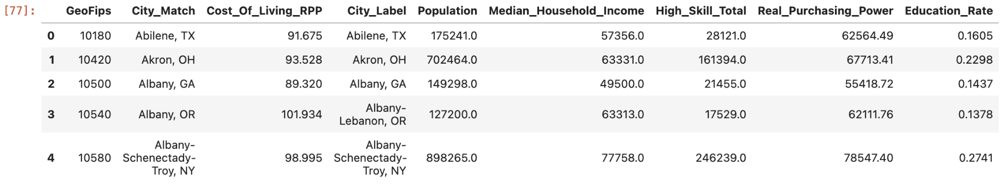 [77]: GeoFips City_Match Cost_Of_Living_RPP City_Label Population Median_Household_Income High_Skill_Total Real_Purchasing_Power Education_Rate
0 10180 Abilene, TX 91.675 Abilene, TX 175241.0 57356.0 28121.0 62564.49 0.1605
1 10420 Akron, OH 93.528 Akron, OH 702464.0 63331.0 161394.0 67713.41 0.2298
2 10500 Albany, GA 89.320 Albany, GA 149298.0 49500.0 21455.0 55418.72 0.1437
3 10540 Albany, OR 101.934 Albany-
Lebanon, OR 127200.0 63313.0 17529.0 62111.76 0.1378
4 10580 Albany-
Schenectady-
Troy, NY 98.995 Albany-
Schenectady-
Troy, NY 898265.0 77758.0 246239.0 78547.40 0.2741